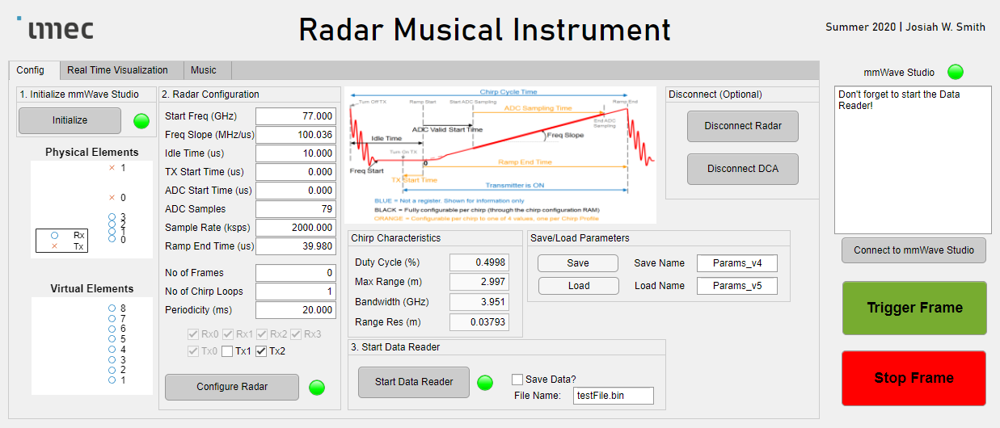 imec
Radar Musical Instrument
Summer 2020 | Josiah W. Smith
Config
Real Time Visualization
Music
1. Initialize mmWave Studio
Initialize
Physical Elements
1
0
3
2
1
0
Rx
Tx
Virtual Elements
8
7
6
5
4
3
2
1
2. Radar Configuration
Start Freq (GHz) 77.000
Freq Slope (MHz/us) 100.036
Idle Time (us) 10.000
TX Start Time (us) 0.000
ADC Start Time (us) 0.000
ADC Samples 79
Sample Rate (ksps) 2000.000
Ramp End Time (us) 39.980
No of Frames 0
No of Chirp Loops 1
Periodicity (ms) 20.000
Rx0 Rx1 Rx2 Rx3
Tx0 Tx1 Tx2
Configure Radar
Chirp Cycle Time
Turn Off TX
Ramp Start
Start ADC Sampling
Ramp End
ADC Sampling Time
End ADC
Sampling
ADC Valid Start Time
Freq Slope
Idle Time
Turn On TX
0
Freq Start
Ramp End Time
TX Start Time
Transmitter is ON
BLUE = Not a register. Shown for information only
BLACK = Fully configurable per chirp (through the chirp configuration RAM)
ORANGE = Configurable per chirp to one of 4 values, one per Chirp Profile
Chirp Characteristics
Duty Cycle (%) 0.4998
Max Range (m) 2.997
Bandwidth (GHz) 3.951
Range Res (m) 0.03793
Save/Load Parameters
Save Save Name Params_v4
Load Load Name Params_v5
3. Start Data Reader
Start Data Reader
Save Data?
File Name: testFile.bin
Disconnect (Optional)
Disconnect Radar
Disconnect DCA
mmWave Studio
Don't forget to start the Data
Reader!
Connect to mmWave Studio
Trigger Frame
Stop Frame